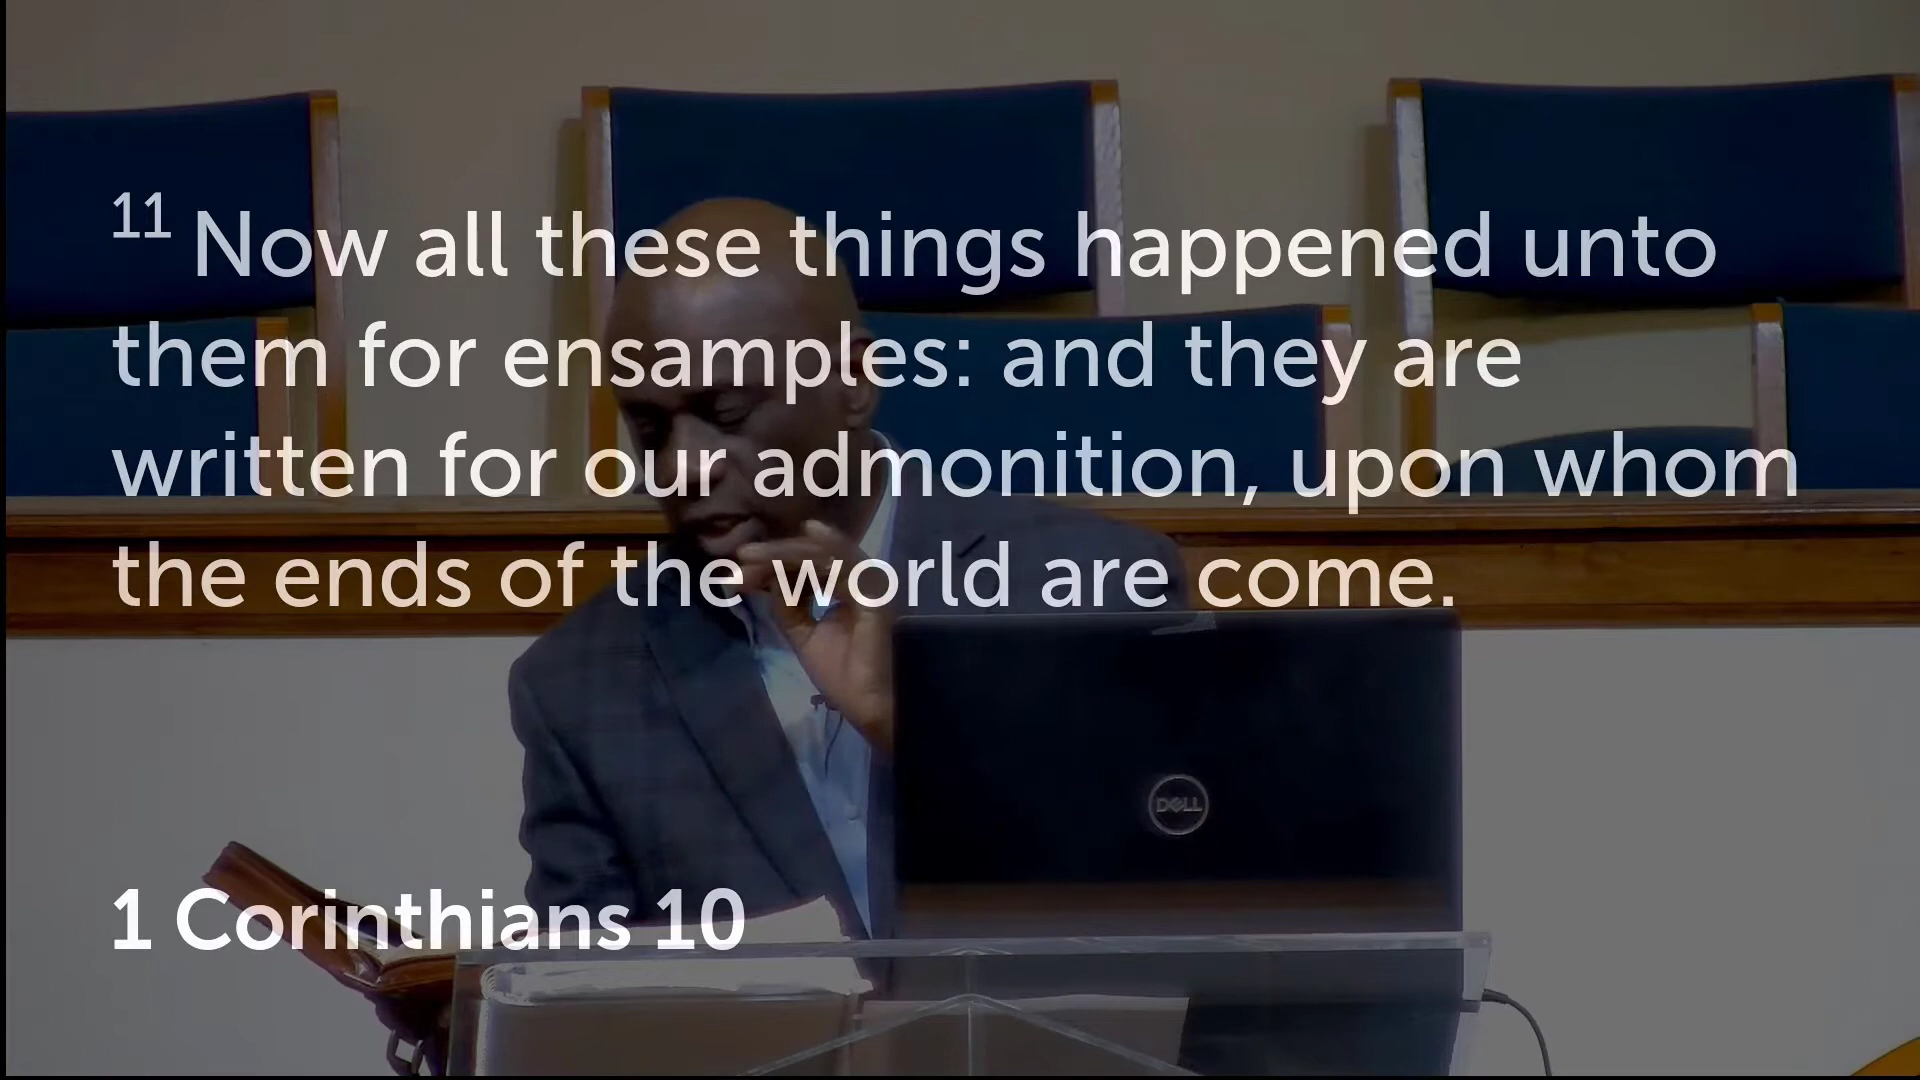 11 Now all these things happened unto
them for ensamples: and they are
written for our admonition, upon whom
the ends of the world are come.
DELL
1 Corinthians 10